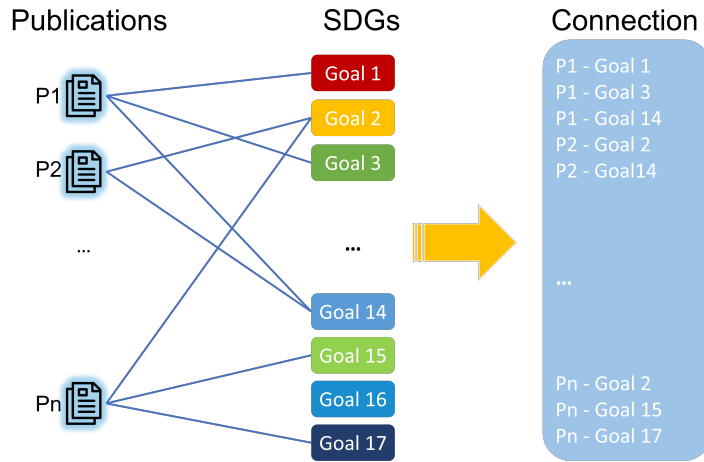 Publications
SDGs
Connection
P1
P2
...
Pn
Goal 1
Goal 2
Goal 3
...
Goal 14
Goal 15
Goal 16
Goal 17
P1 - Goal 1
P1 - Goal 3
P1 - Goal 14
P2 - Goal 2
P2 - Goal14
...
Pn - Goal 2
Pn - Goal 15
Pn - Goal 17